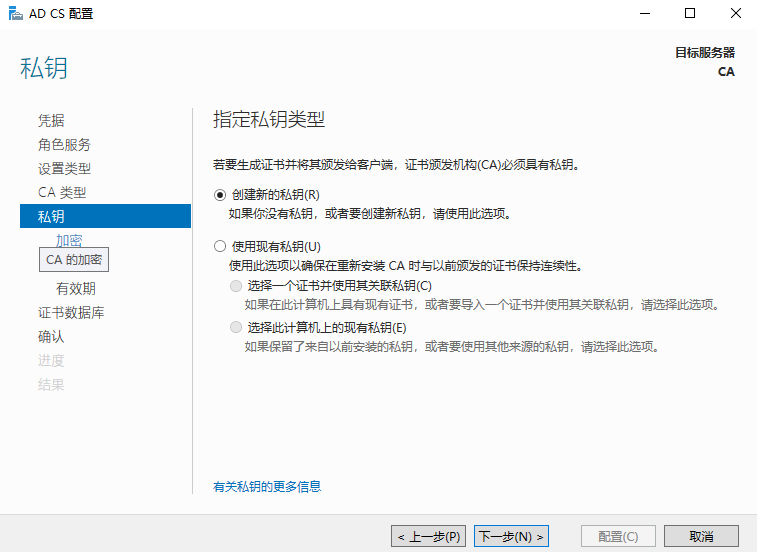 AD CS 配置
目标服务器
CA
私钥
凭据
角色服务
设置类型
CA 类型
私钥
加密
CA 的加密
有效期
证书数据库
确认
进度
结果
指定私钥类型
若要生成证书并将其颁发给客户端，证书颁发机构(CA)必须具有私钥。
创建新的私钥(R)
如果你没有私钥，或者要创建新私钥，请使用此选项。
使用现有私钥(U)
使用此选项以确保在重新安装 CA 时与以前颁发的证书保持连续性。
选择一个证书并使用其关联私钥(C)
如果在此计算机上具有现有证书，或者要导入一个证书并使用其关联私钥，请选择此选项。
选择此计算机上的现有私钥(E)
如果保留了来自以前安装的私钥，或者要使用其他来源的私钥，请选择此选项。
有关私钥的更多信息
< 上一步(P)
下一步(N) >
配置(C)
取消